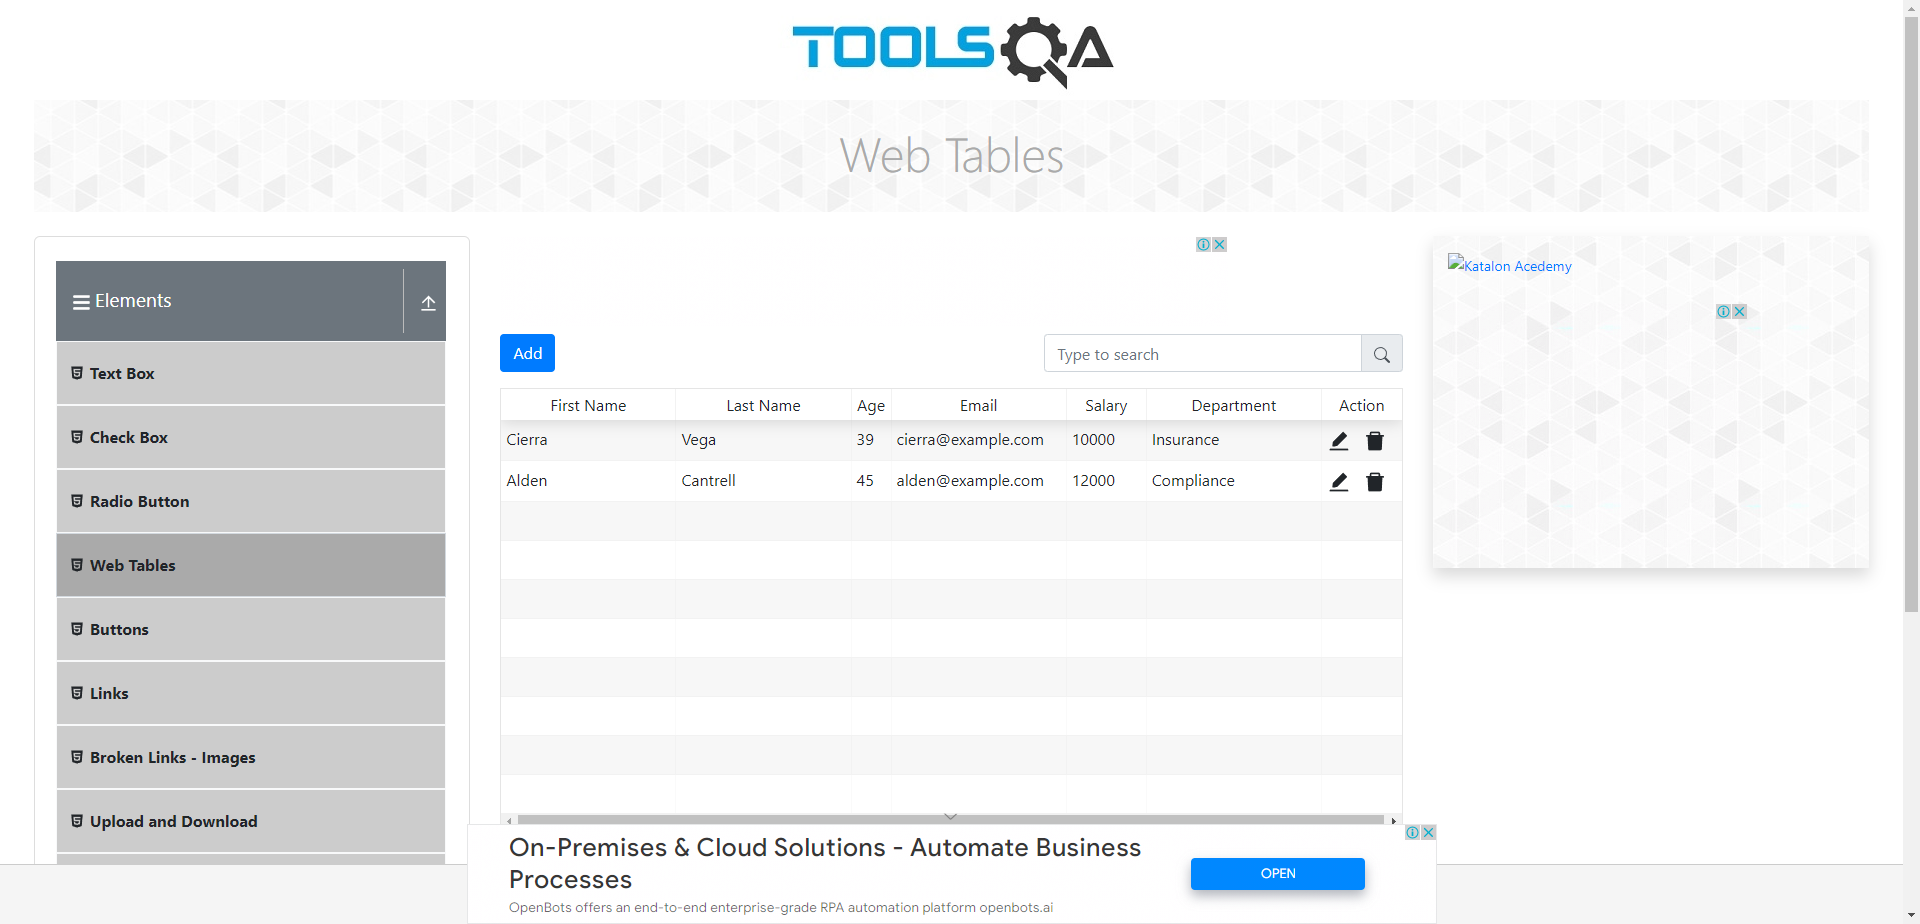 TOOLSQA
Web Tables
Elements
Text Box
Check Box
Radio Button
Web Tables
Buttons
Links
Broken Links - Images
Upload and Download
Add
Type to search
First Name Last Name Age Email Salary Department Action
Cierra Vega 39 cierra@example.com 10000 Insurance
Alden Cantrell 45 alden@example.com 12000 Compliance
Katalon Acedemy
On-Premises & Cloud Solutions - Automate Business
Processes
OpenBots offers an end-to-end enterprise-grade RPA automation platform openbots.ai
OPEN